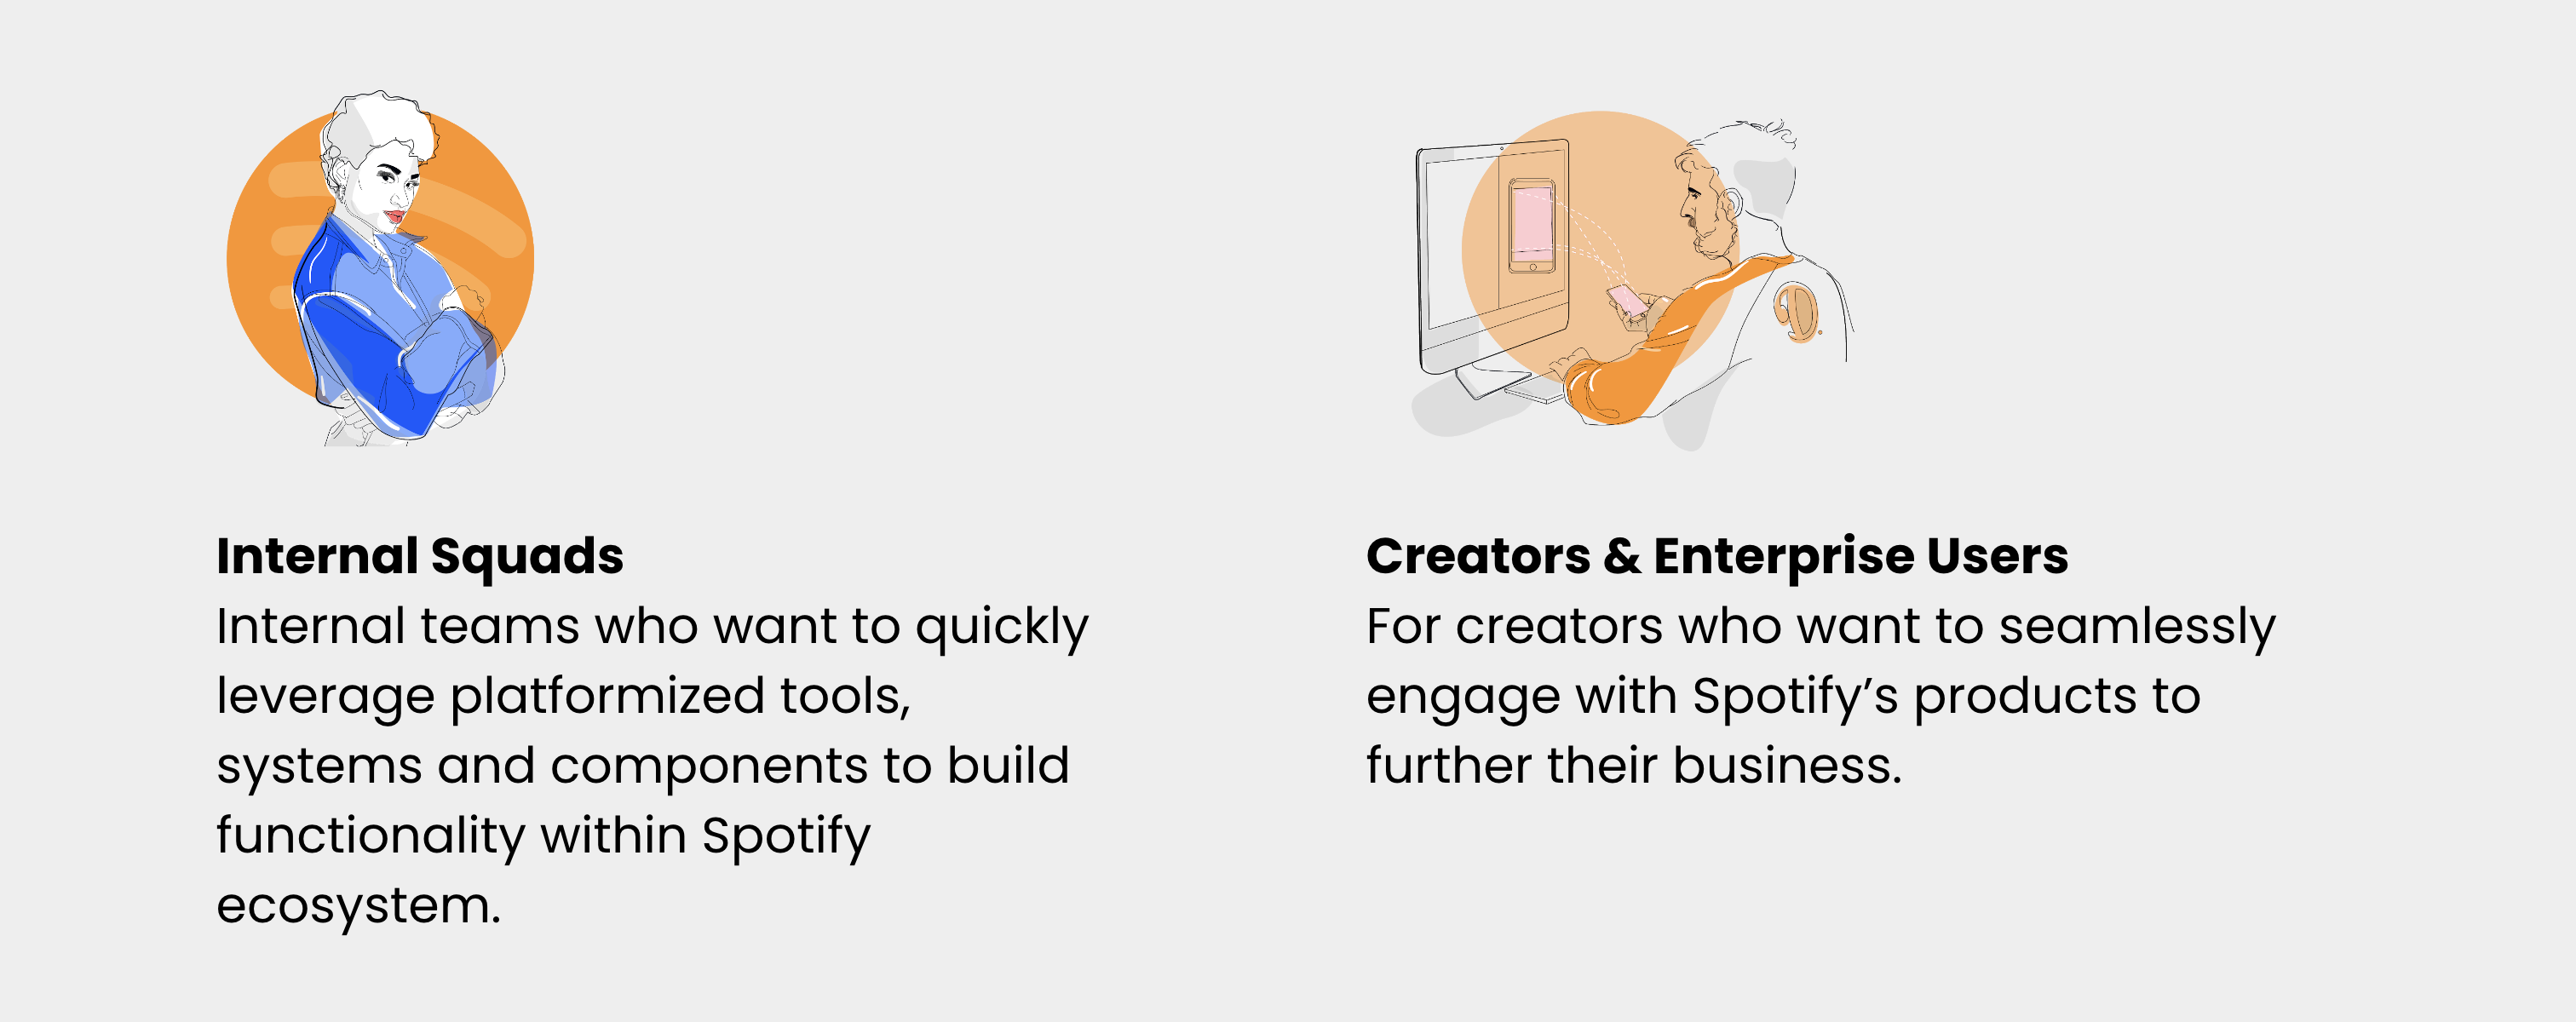 Internal Squads
Internal teams who want to quickly
leverage platformized tools,
systems and components to build
functionality within Spotify
ecosystem.
Creators & Enterprise Users
For creators who want to seamlessly
engage with Spotify’s products to
further their business.